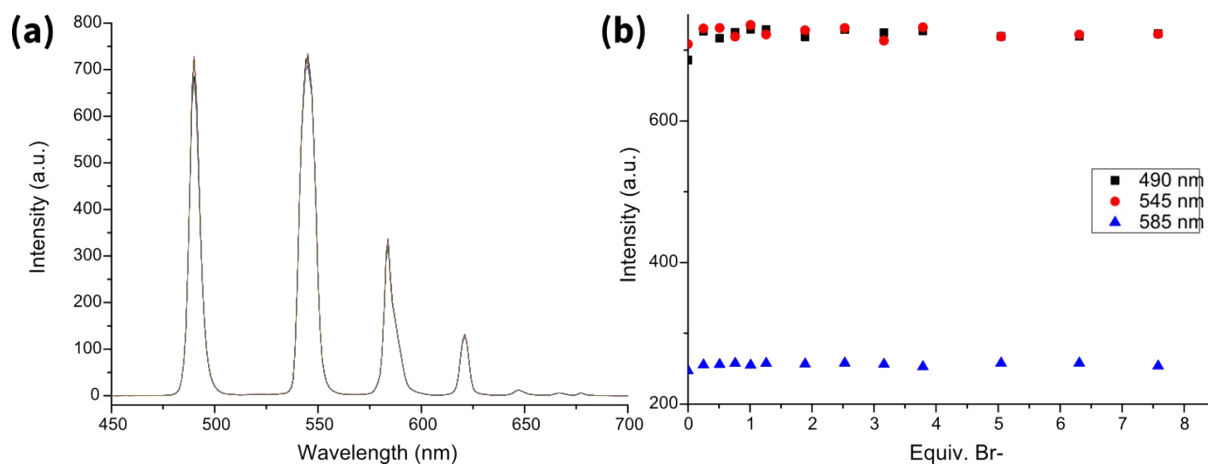 (a)
800
700
600
500
400
300
200
100
0
Intensity (a.u.)
450 500 550 600 650 700
Wavelength (nm)
(b)
600
400
200
Intensity (a.u.)
490 nm
545 nm
585 nm
0 1 2 3 4 5 6 7 8
Equiv. Br-